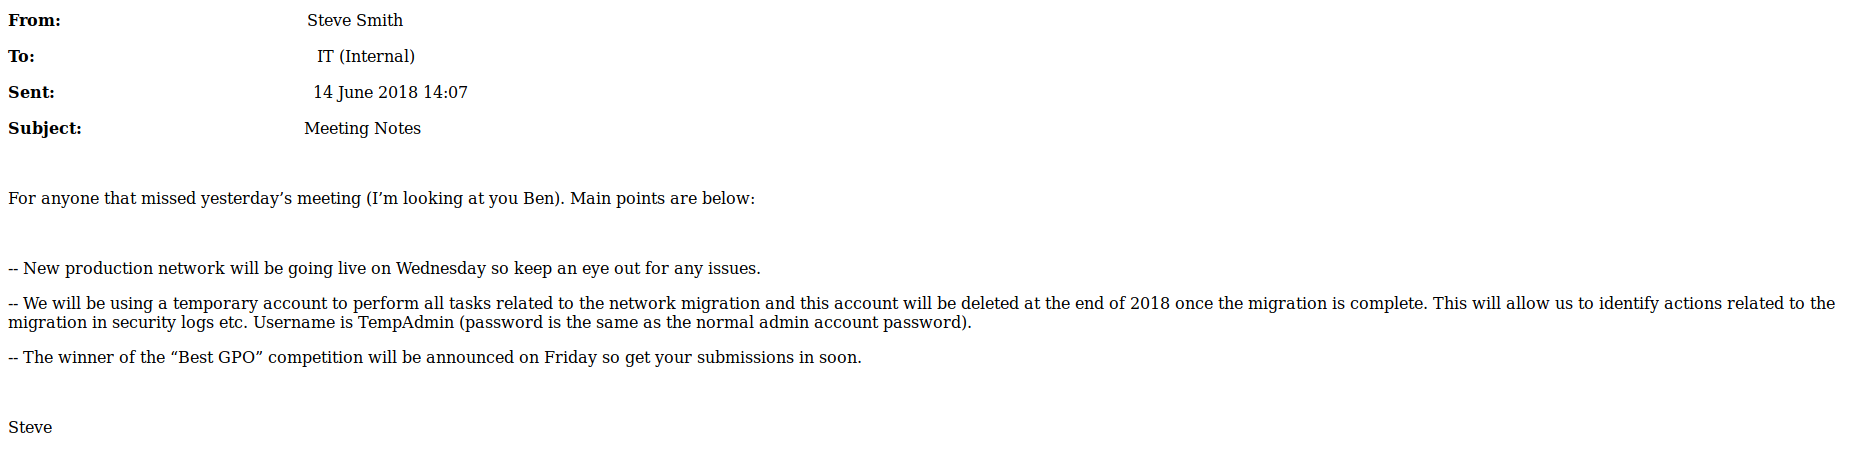 From: Steve Smith
To: IT (Internal)
Sent: 14 June 2018 14:07
Subject: Meeting Notes
For anyone that missed yesterday’s meeting (I’m looking at you Ben). Main points are below:
-- New production network will be going live on Wednesday so keep an eye out for any issues.
-- We will be using a temporary account to perform all tasks related to the network migration and this account will be deleted at the end of 2018 once the migration is complete. This will allow us to identify actions related to the
migration in security logs etc. Username is TempAdmin (password is the same as the normal admin account password).
-- The winner of the “Best GPO” competition will be announced on Friday so get your submissions in soon.
Steve